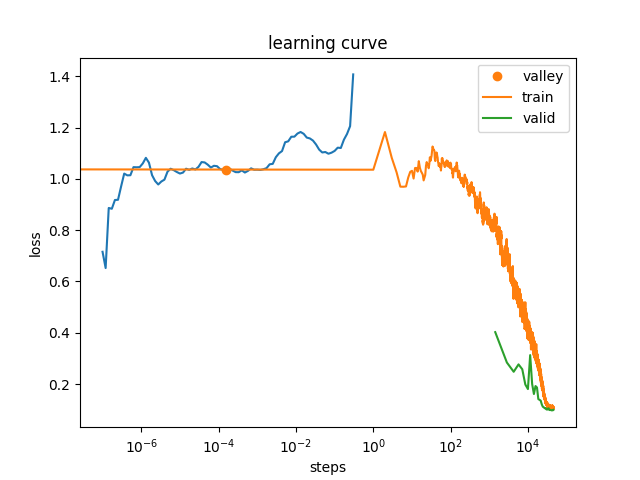 learning curve
valley
train
valid
loss
1.4
1.2
1.0
0.8
0.6
0.4
0.2
10⁻⁶
10⁻⁴
10⁻²
10⁰
10²
10⁴
steps